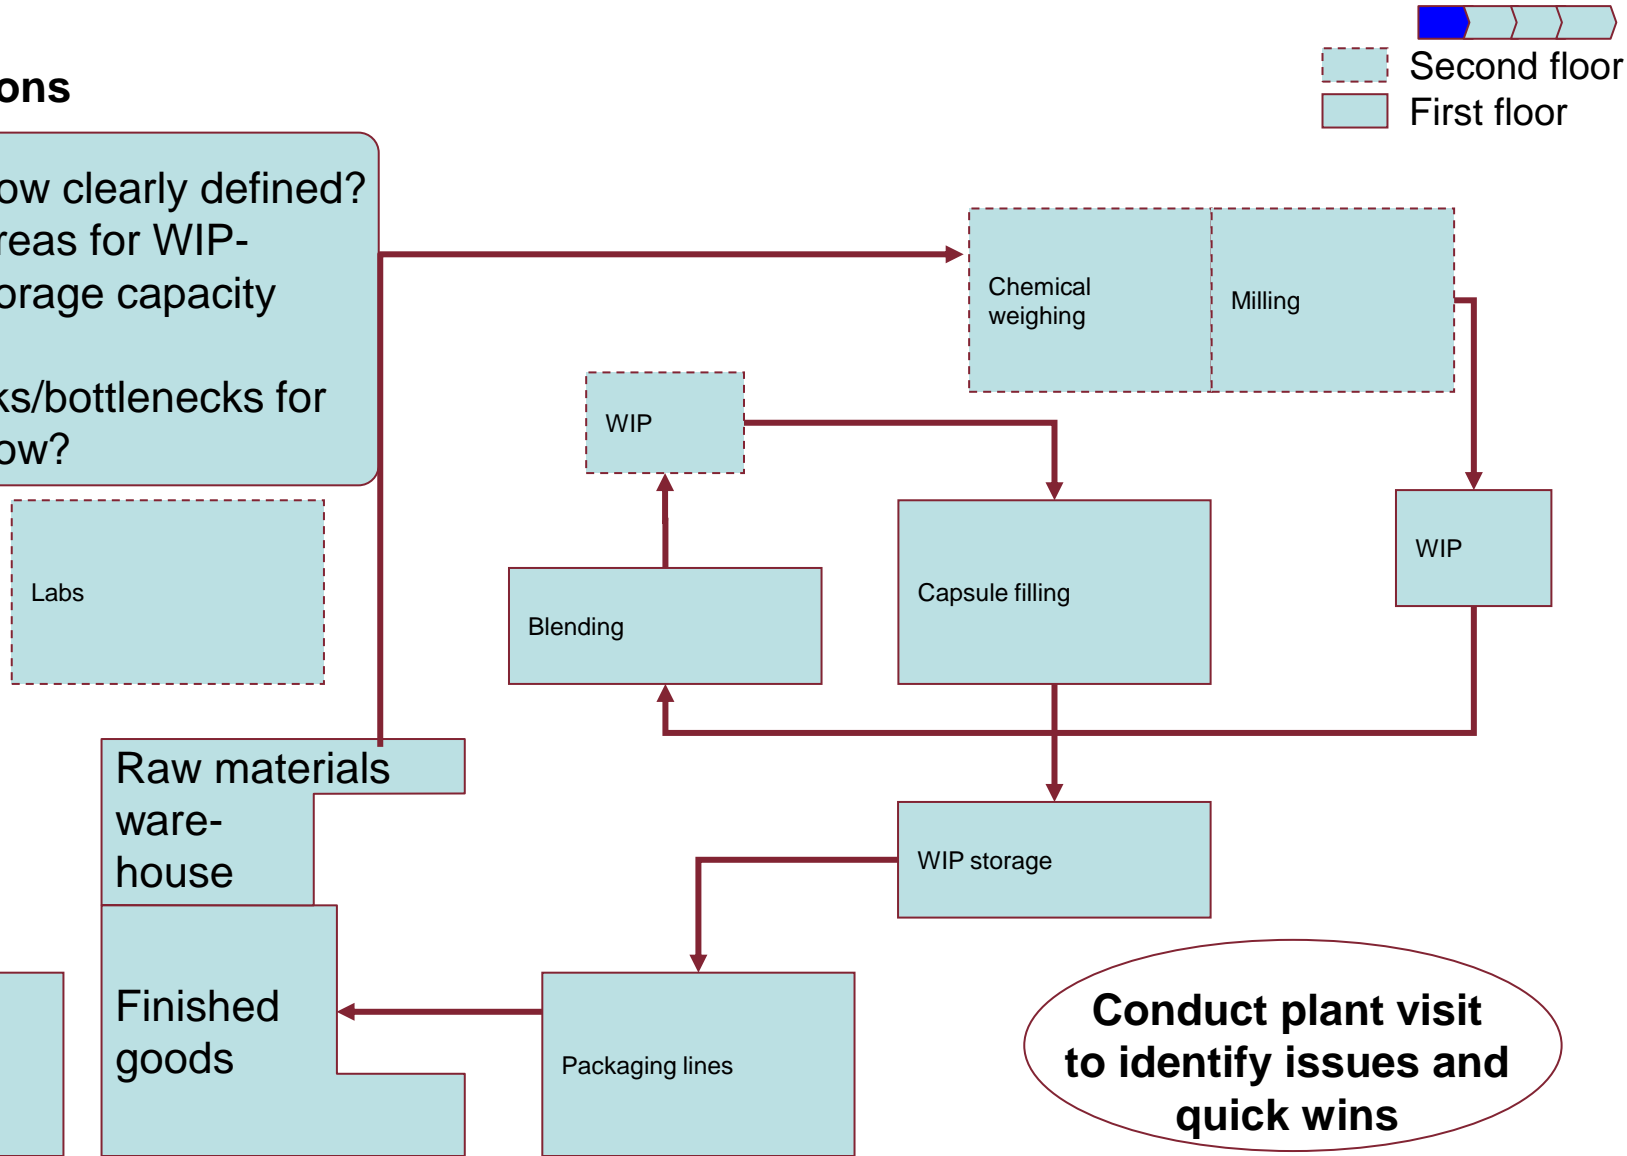 Second floor
First floor
ons
ow clearly defined?
reas for WIP-
orage capacity
ks/bottlenecks for
ow?
Chemical
weighing
Milling
WIP
WIP
Labs
Blending
Capsule filling
Raw materials
ware-
house
WIP storage
Finished
goods
Packaging lines
Conduct plant visit
to identify issues and
quick wins